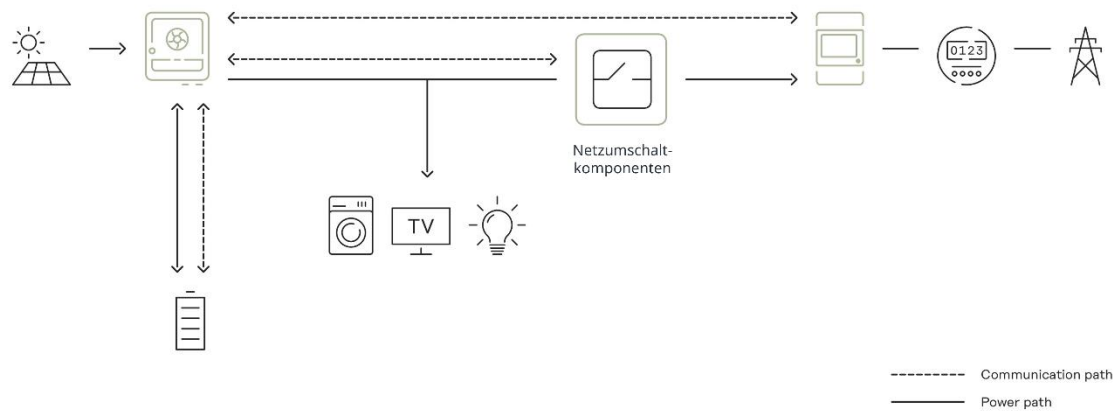 0123
Netzumschalt-
komponenten
TV
Communication path
Power path